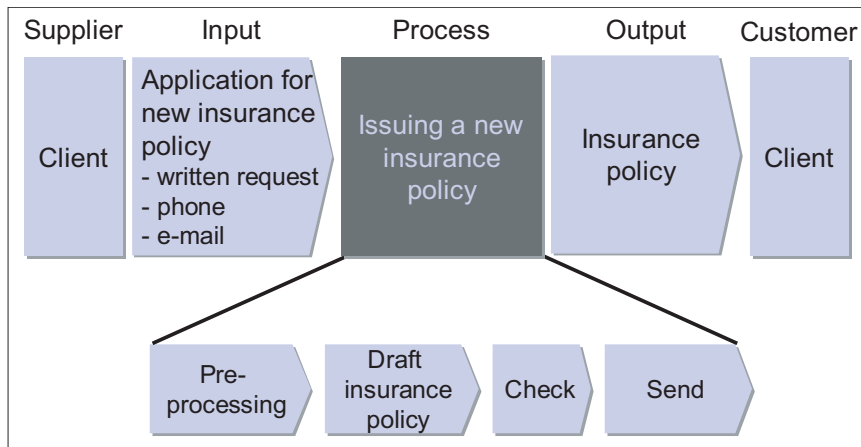 Supplier
Input
Process
Output
Customer
Client
Application for
new insurance
policy
- written request
- phone
- e-mail
Issuing a new
insurance
policy
Insurance
policy
Client
Pre-
processing
Draft
insurance
policy
Check
Send